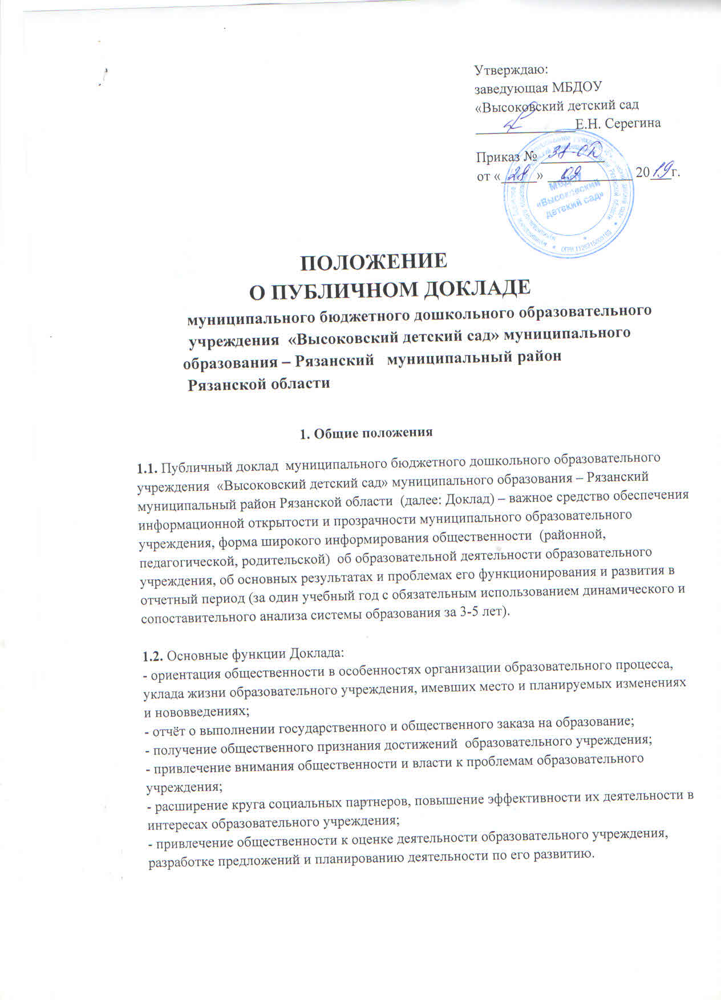 Утверждаю:
заведующая МБДОУ
«Высоковский детский сад
Е.Н. Серегина
Приказ № 31-ОД
от «28» 09 2019г.
МБДОУ
«Высоковский
детский сад»
ПОЛОЖЕНИЕ
О ПУБЛИЧНОМ ДОКЛАДЕ
муниципального бюджетного дошкольного образовательного
учреждения «Высоковский детский сад» муниципального
образования – Рязанский муниципальный район
Рязанской области
1. Общие положения
1.1. Публичный доклад муниципального бюджетного дошкольного образовательного
учреждения «Высоковский детский сад» муниципального образования – Рязанский
муниципальный район Рязанской области (далее: Доклад) – важное средство обеспечения
информационной открытости и прозрачности муниципального образовательного
учреждения, форма широкого информирования общественности (районной,
педагогической, родительской) об образовательной деятельности образовательного
учреждения, об основных результатах и проблемах его функционирования и развития в
отчетный период (за один учебный год с обязательным использованием динамического и
сопоставительного анализа системы образования за 3-5 лет).
1.2. Основные функции Доклада:
- ориентация общественности в особенностях организации образовательного процесса,
уклада жизни образовательного учреждения, имевших место и планируемых изменениях
и нововведениях;
- отчёт о выполнении государственного и общественного заказа на образование;
- получение общественного признания достижений образовательного учреждения;
- привлечение внимания общественности и власти к проблемам образовательного
учреждения;
- расширение круга социальных партнеров, повышение эффективности их деятельности в
интересах образовательного учреждения;
- привлечение общественности к оценке деятельности образовательного учреждения,
разработке предложений и планированию деятельности по его развитию.